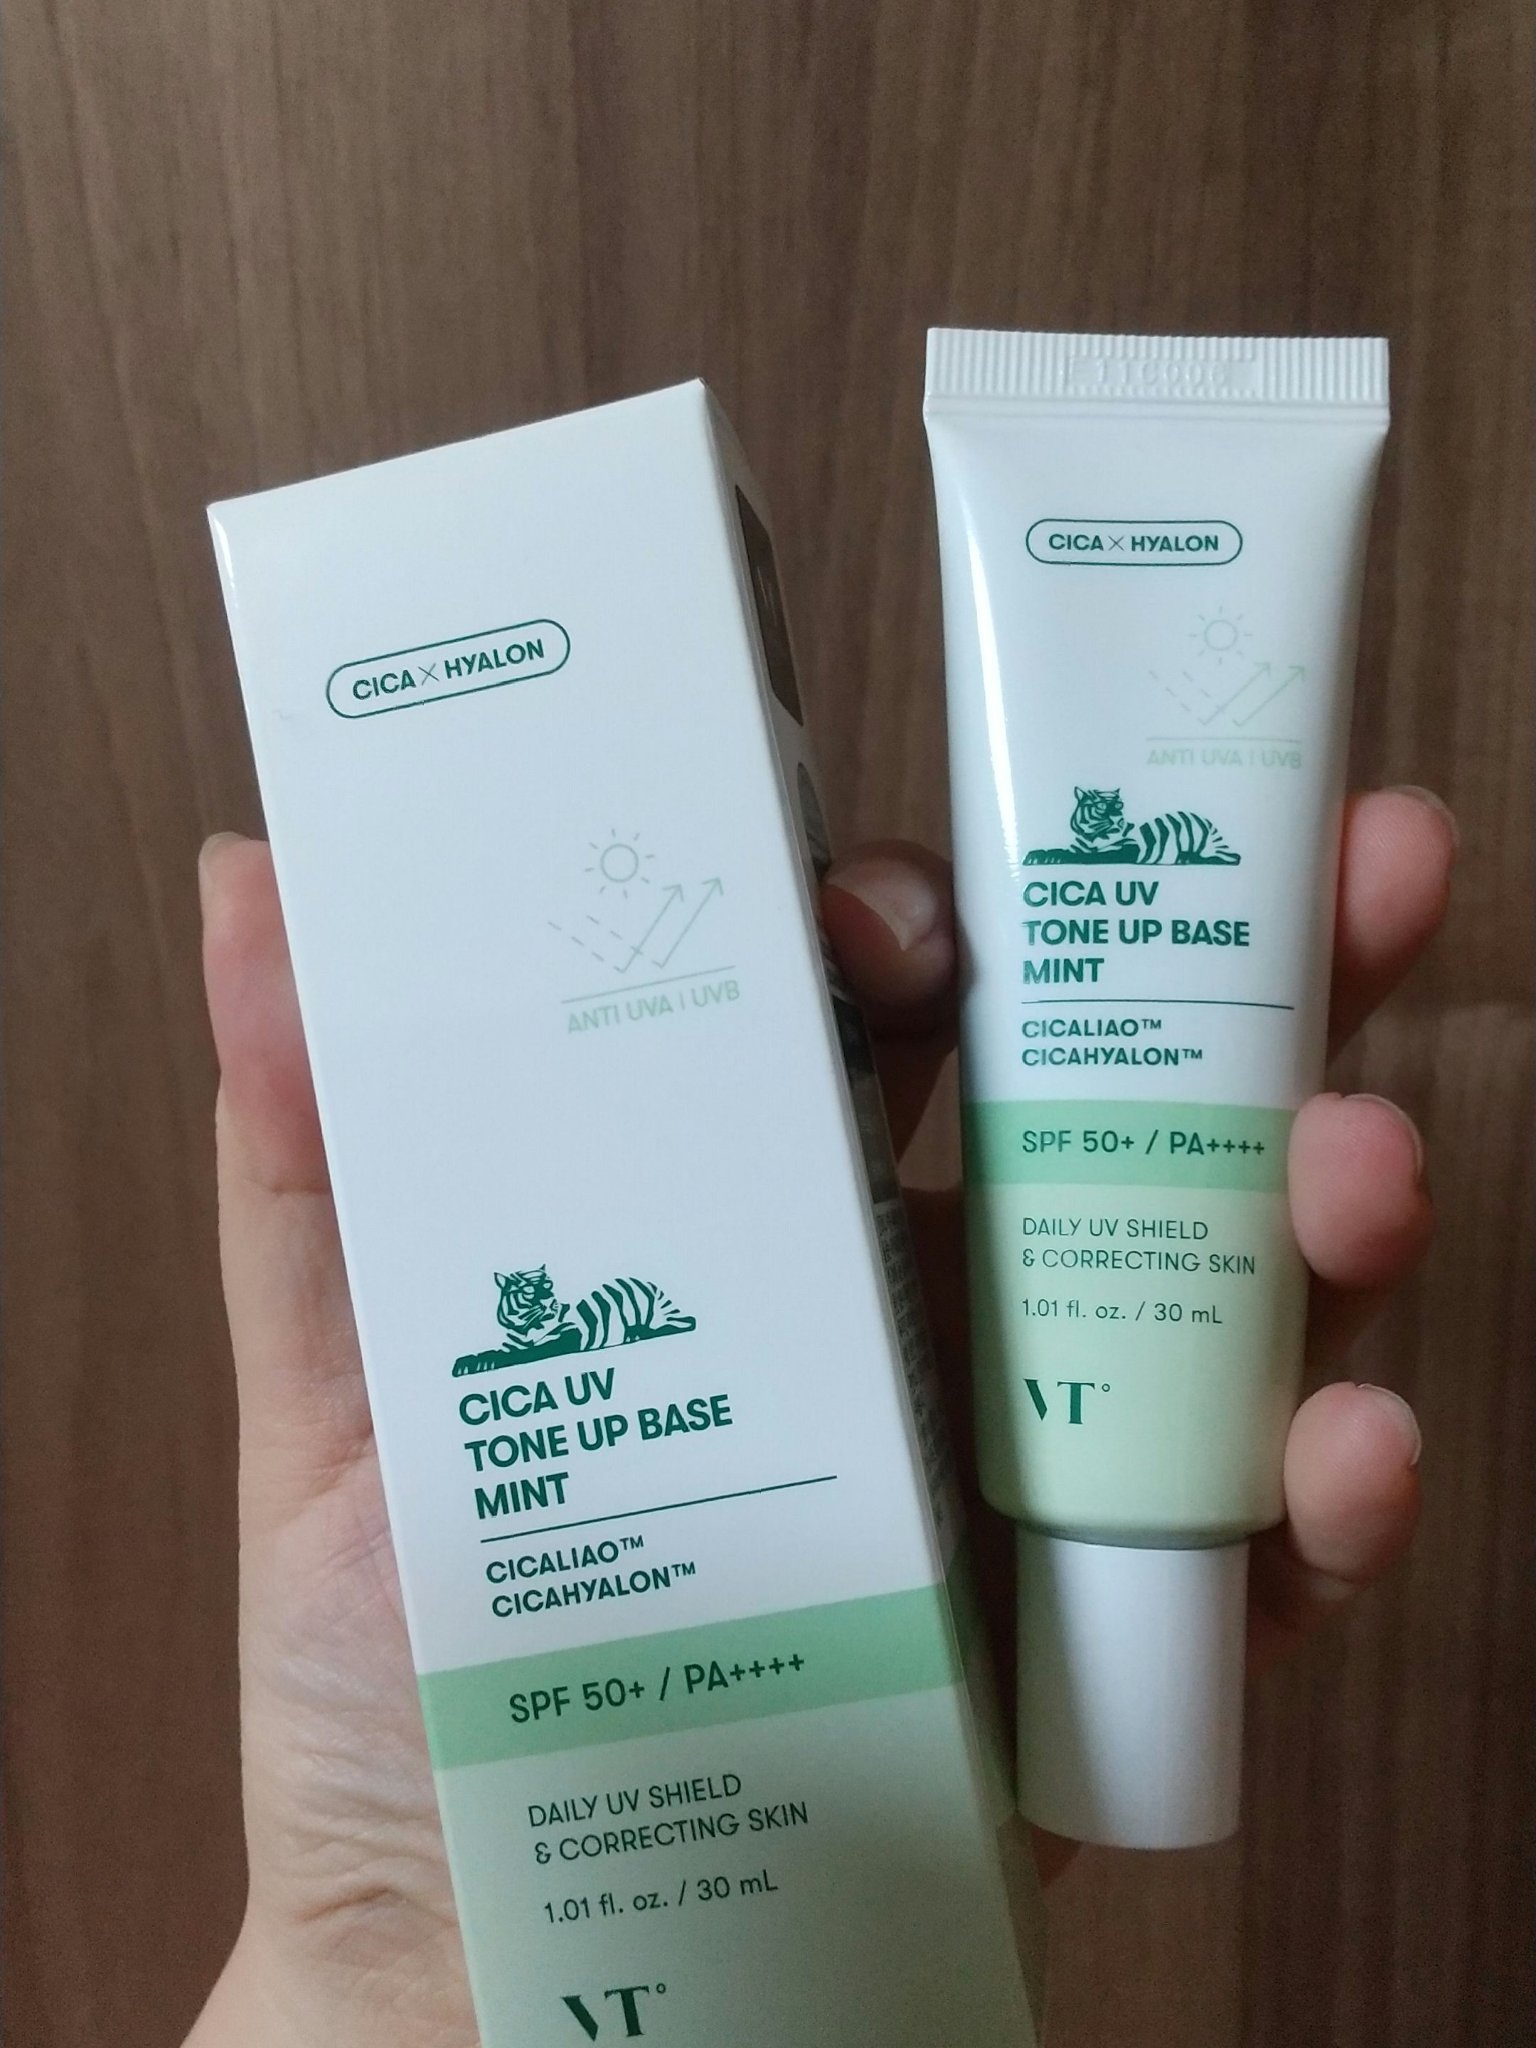 CICA×HYALON
ANTI UVA | UVB
CICA UV
TONE UP BASE
MINT
CICALIAO™
CICAHYALON™
SPF 50+ / PA++++
DAILY UV SHIELD
& CORRECTING SKIN
1.01 fl. oz. / 30 mL
VT°
CICA×HYALON
ANTI UVA | UVB
CICA UV
TONE UP BASE
MINT
CICALIAO™
CICAHYALON™
SPF 50+ / PA++++
DAILY UV SHIELD
& CORRECTING SKIN
1.01 fl. oz. / 30 mL
VT°